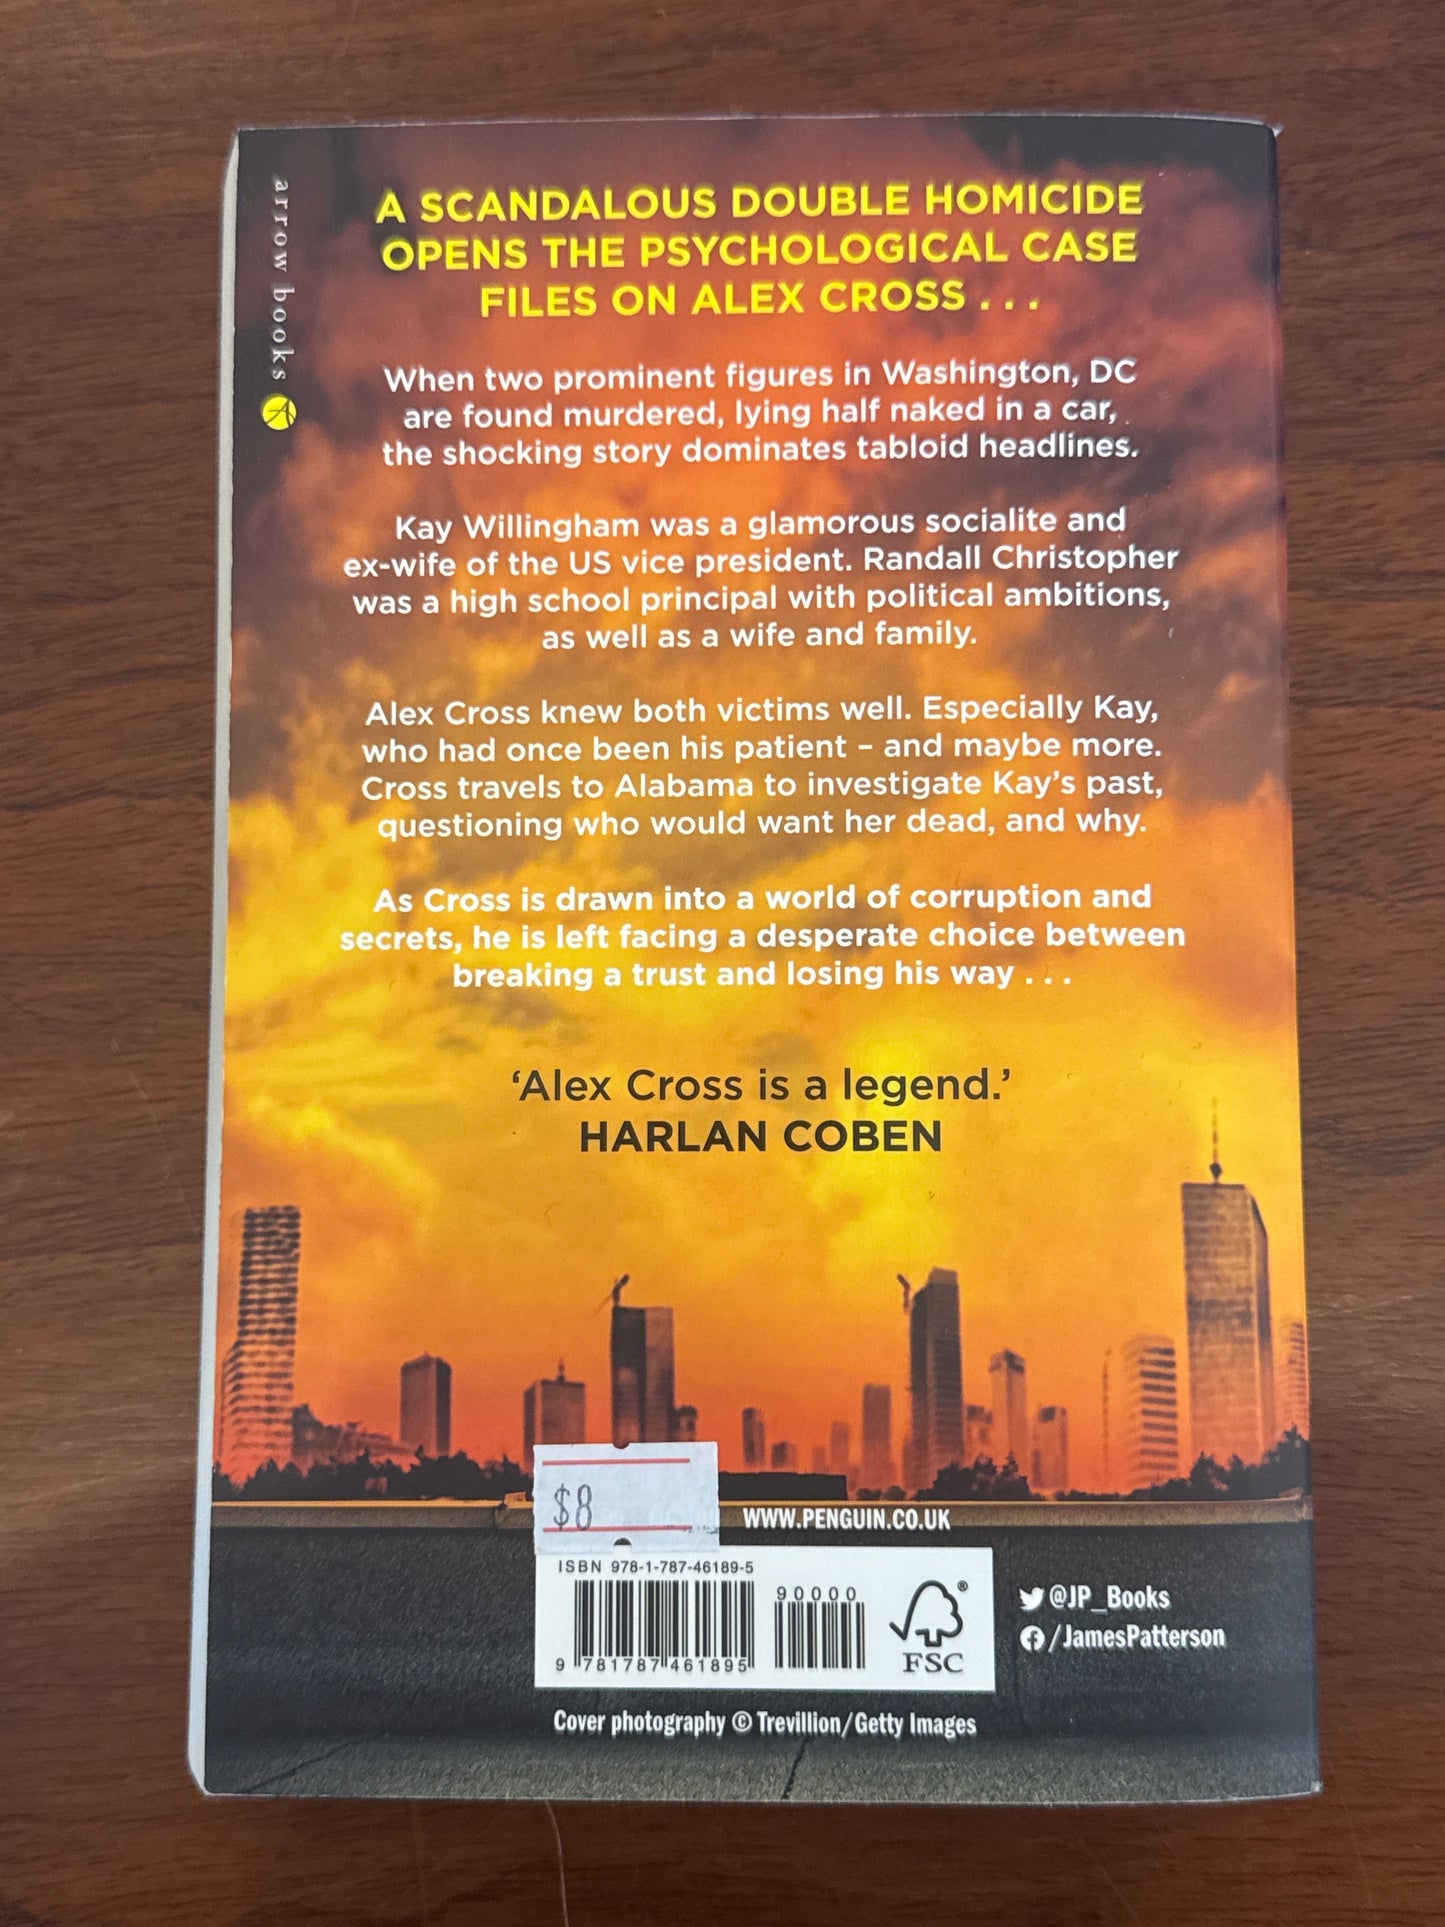 arrow books
A SCANDALOUS DOUBLE HOMICIDE
OPENS THE PSYCHOLOGICAL CASE
FILES ON ALEX CROSS . . .
When two prominent figures in Washington, DC
are found murdered, lying half naked in a car,
the shocking story dominates tabloid headlines.
Kay Willingham was a glamorous socialite and
ex-wife of the US vice president. Randall Christopher
was a high school principal with political ambitions,
as well as a wife and family.
Alex Cross knew both victims well. Especially Kay,
who had once been his patient – and maybe more.
Cross travels to Alabama to investigate Kay's past,
questioning who would want her dead, and why.
As Cross is drawn into a world of corruption and
secrets, he is left facing a desperate choice between
breaking a trust and losing his way . . .
'Alex Cross is a legend.'
HARLAN COBEN
$8
WWW.PENGUIN.CO.UK
ISBN 978-1-787-46189-5
90000
9 781787 461895
®
FSC
@JP_Books
/JamesPatterson
Cover photography © Trevillion/Getty Images